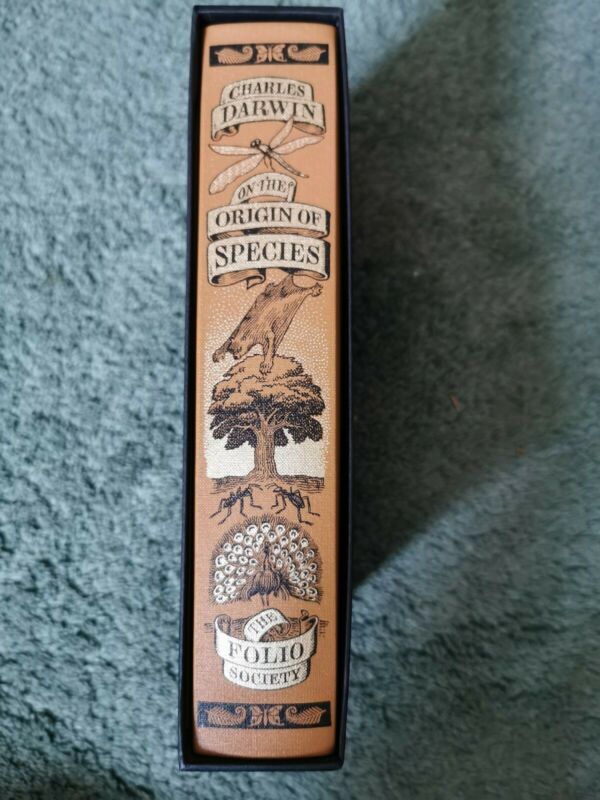 CHARLES
DARWIN
ON THE
ORIGIN OF
SPECIES
THE
FOLIO
SOCIETY